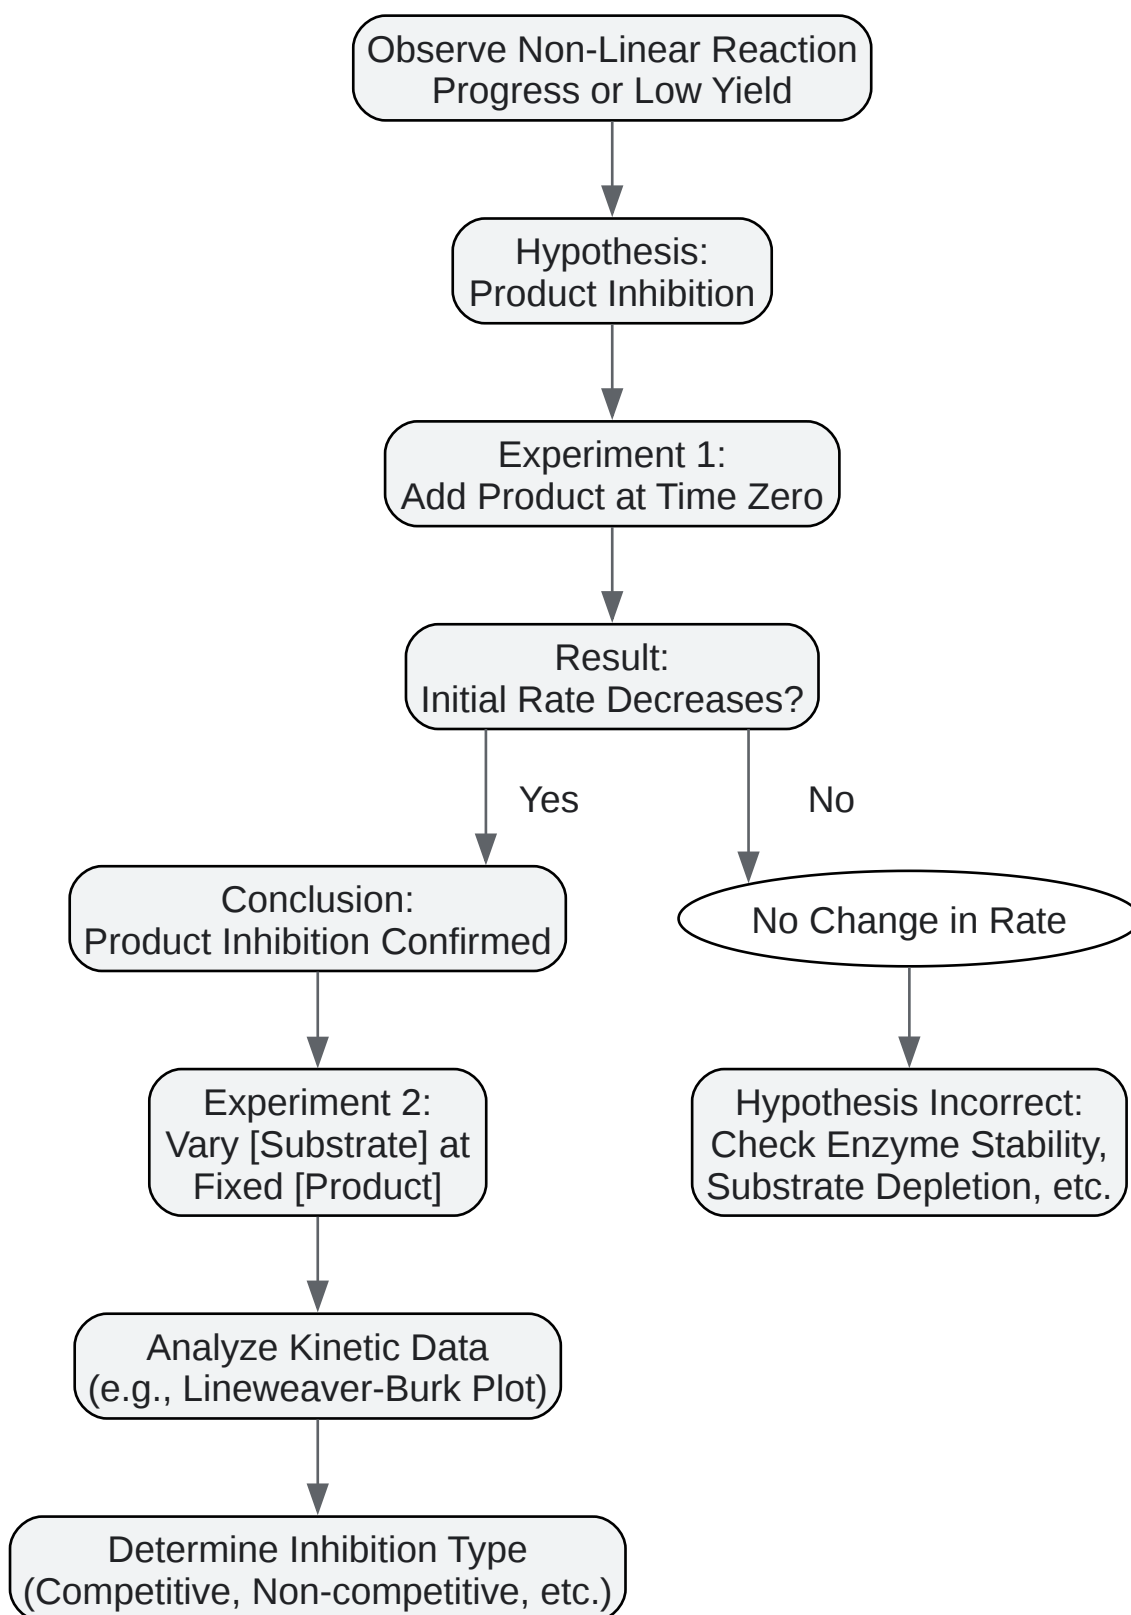 Observe Non-Linear Reaction
Progress or Low Yield
Hypothesis:
Product Inhibition
Experiment 1:
Add Product at Time Zero
Result:
Initial Rate Decreases?
Yes
No
Conclusion:
Product Inhibition Confirmed
No Change in Rate
Experiment 2:
Vary [Substrate] at
Fixed [Product]
Hypothesis Incorrect:
Check Enzyme Stability,
Substrate Depletion, etc.
Analyze Kinetic Data
(e.g., Lineweaver-Burk Plot)
Determine Inhibition Type
(Competitive, Non-competitive, etc.)